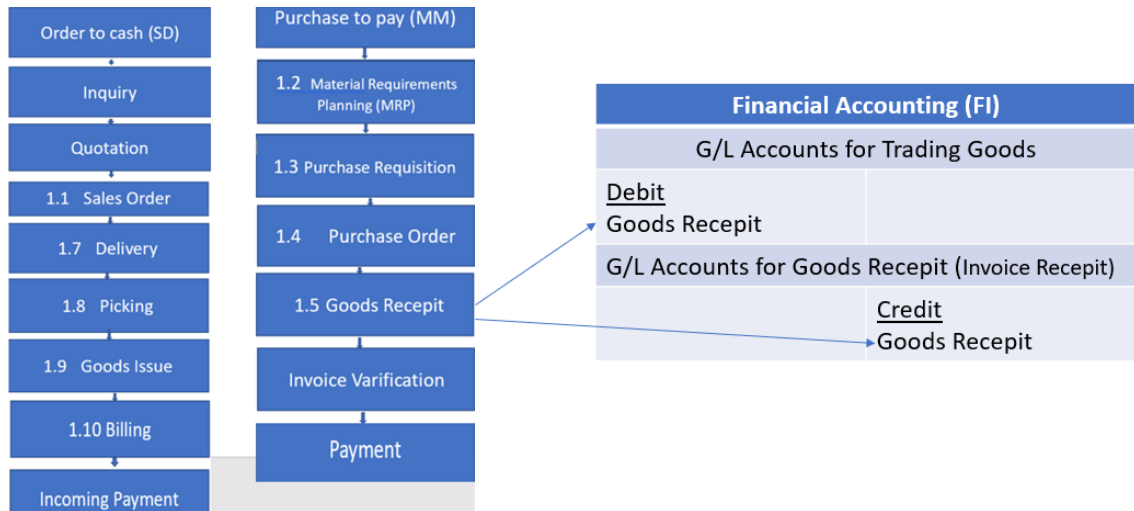 Order to cash (SD)
Inquiry
Quotation
1.1 Sales Order
1.7 Delivery
1.8 Picking
1.9 Goods Issue
1.10 Billing
Incoming Payment
Purchase to pay (MM)
1.2 Material Requirements
Planning (MRP)
1.3 Purchase Requisition
1.4 Purchase Order
1.5 Goods Recepit
Invoice Varification
Payment
Financial Accounting (FI)
G/L Accounts for Trading Goods
Debit
Goods Recepit
G/L Accounts for Goods Recepit (Invoice Recepit)
Credit
Goods Recepit